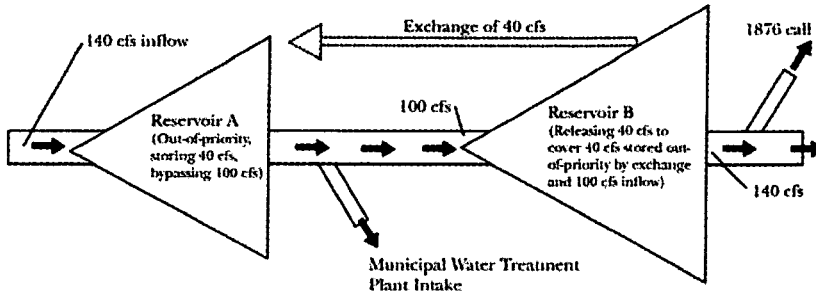 Exchange of 40 cfs
1876 call
140 cfs inflow
Reservoir A
(Out-of-priority,
storing 40 cfs,
bypassing 100 cfs)
100 cfs
Reservoir B
(Releasing 40 cfs to
cover 40 cfs stored out-
of-priority by exchange
and 100 cfs inflow)
140 cfs
Municipal Water Treatment
Plant Intake